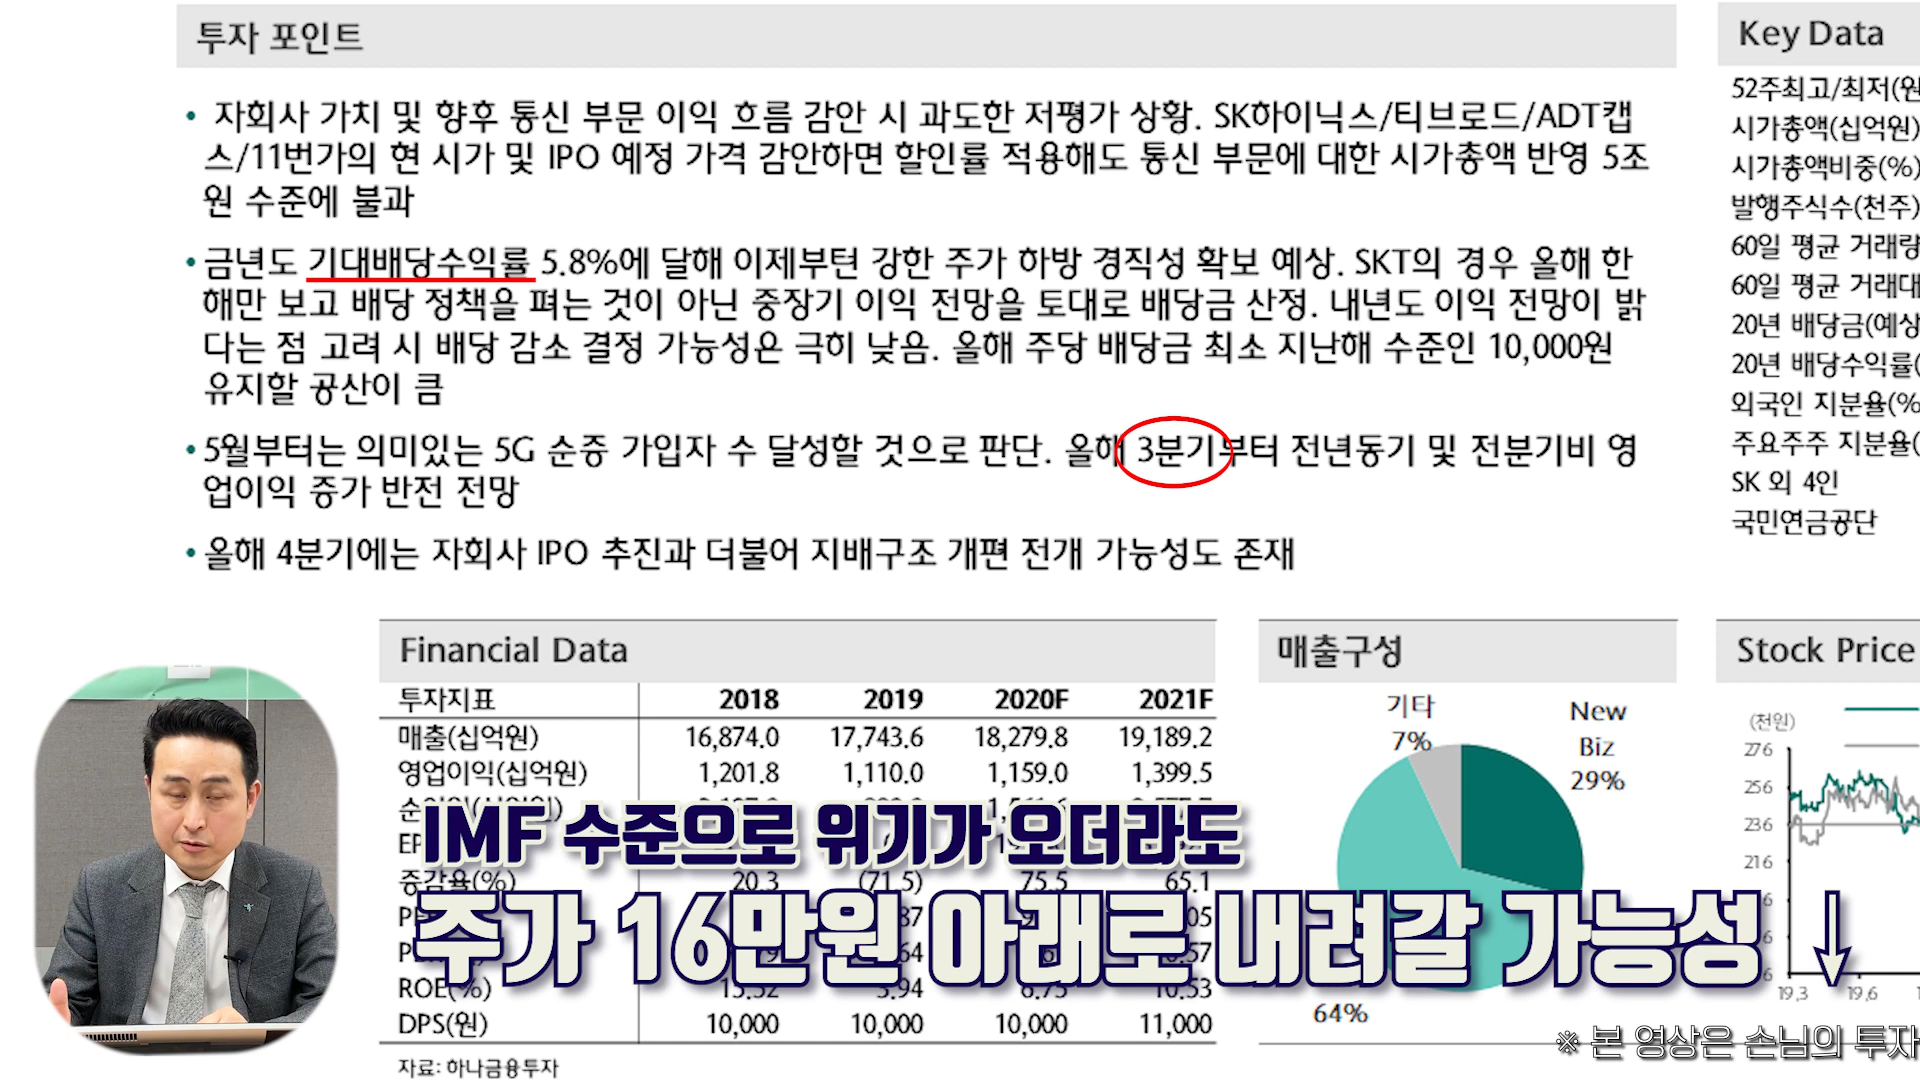 투자 포인트
• 자회사 가치 및 향후 통신 부문 이익 흐름 감안 시 과도한 저평가 상황. SK하이닉스/티브로드/ADT캡
스/11번가의 현 시가 및 IPO 예정 가격 감안하면 할인률 적용해도 통신 부문에 대한 시가총액 반영 5조
원 수준에 불과
• 금년도 기대배당수익률 5.8%에 달해 이제부턴 강한 주가 하방 경직성 확보 예상. SKT의 경우 올해 한
해만 보고 배당 정책을 펴는 것이 아닌 중장기 이익 전망을 토대로 배당금 산정. 내년도 이익 전망이 밝
다는 점 고려 시 배당 감소 결정 가능성은 극히 낮음. 올해 주당 배당금 최소 지난해 수준인 10,000원
유지할 공산이 큼
• 5월부터는 의미있는 5G 순증 가입자 수 달성할 것으로 판단. 올해 3분기부터 전년동기 및 전분기비 영
업이익 증가 반전 전망
• 올해 4분기에는 자회사 IPO 추진과 더불어 지배구조 개편 전개 가능성도 존재
Key Data
52주최고/최저(원
시가총액(십억원)
시가총액비중(%)
발행주식수(천주)
60일 평균 거래량
60일 평균 거래대
20년 배당금(예상
20년 배당수익률(
외국인 지분율(%
주요주주 지분율(
SK 외 4인
국민연금공단
Financial Data
투자지표 2018 2019 2020F 2021F
매출(십억원) 16,874.0 17,743.6 18,279.8 19,189.2
영업이익(십억원) 1,201.8 1,110.0 1,159.0 1,399.5
증감율(%) 20.3 (71.5) 75.5 65.1
ROE(%) 15.52 3.94 6.75 10.53
DPS(원) 10,000 10,000 10,000 11,000
자료: 하나금융투자
매출구성
기타
7%
New
Biz
29%
64%
Stock Price
(천원)
276
256
236
216
19.3 19.6
IMF 수준으로 위기가 오더라도
주가 16만원 아래로 내려갈 가능성 ↓
※ 본 영상은 손님의 투자